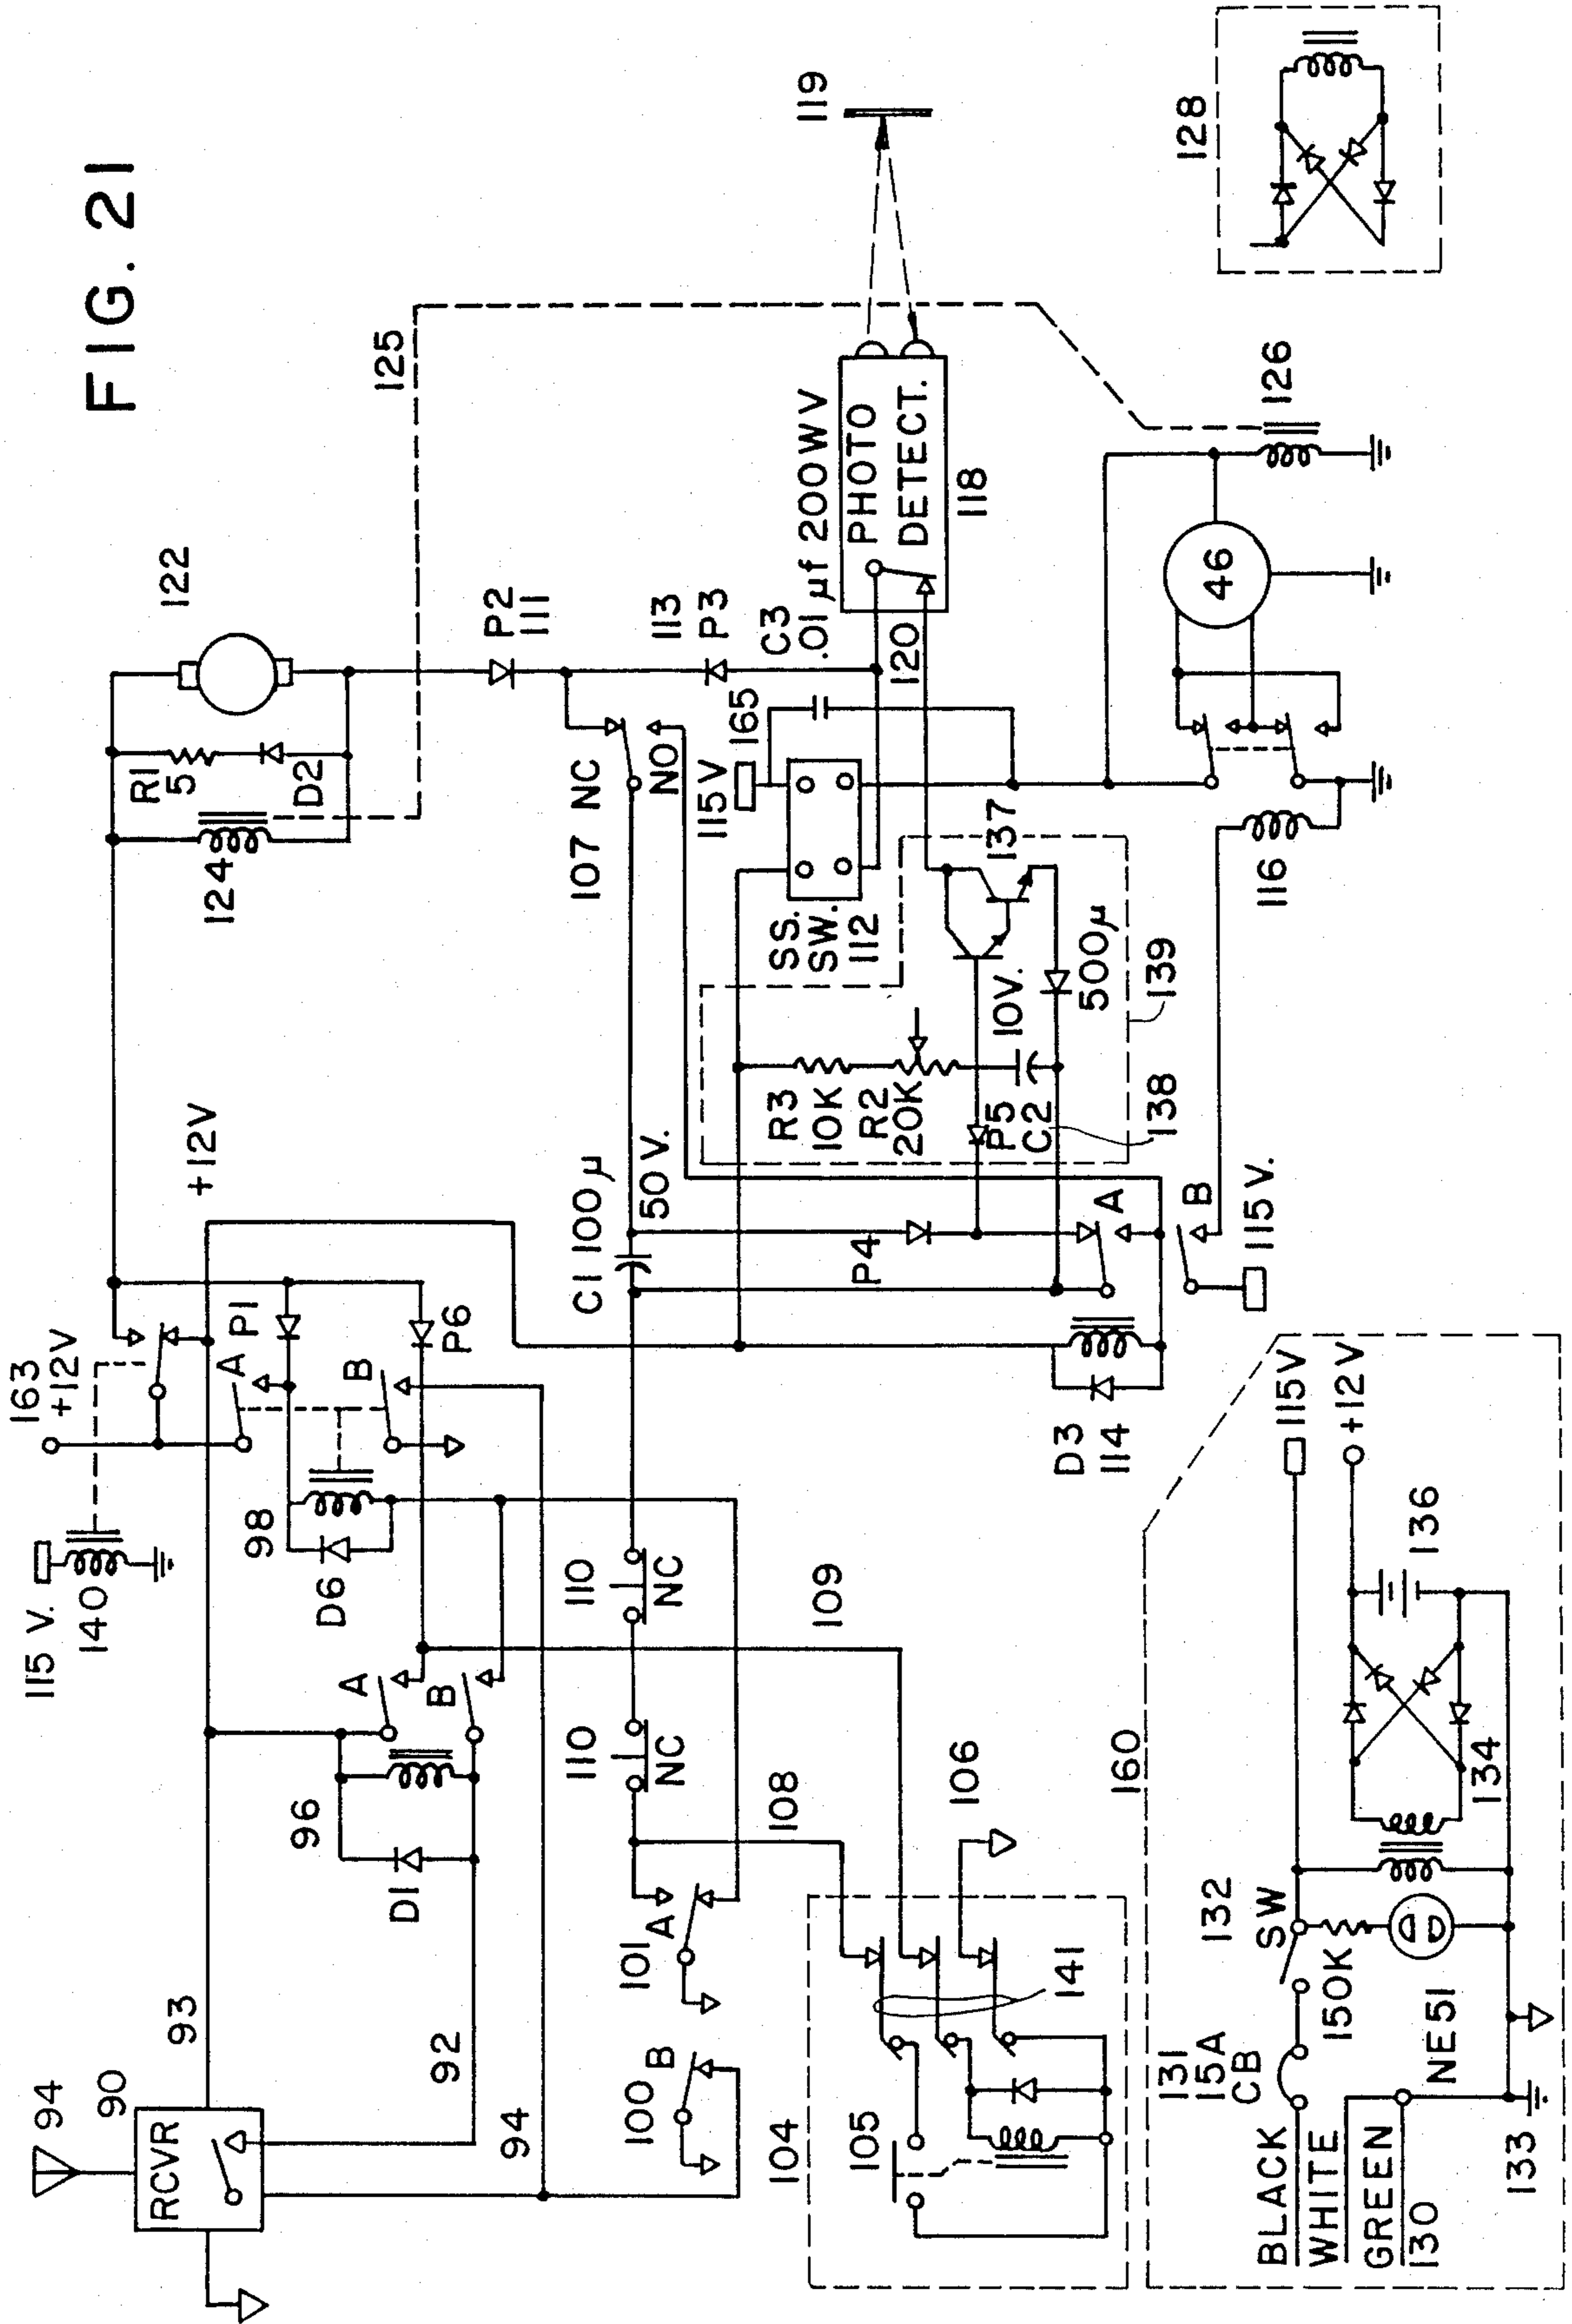 FIG. 21
94
90
RCVR
93
92
94
96
D1
A
B
115 V.
140
163
+12V
98
D6
A
B
P1
P6
+12V
124
R1
5
D2
122
125
P2
111
113
P3
107 NC
NO
C1 100μ
50 V.
P4
110
NC
110
NC
109
108
101
A
100
B
104
105
106
141
D3
114
A
B
115 V.
115V
165
C3
.01 μf 200WV
SS.
SW.
112
120
PHOTO
DETECT.
118
119
R3
10K
R2
20K
P5
C2
10V.
137
500μ
138
139
116
46
126
128
160
131
15A
CB
132
SW
150K
NE51
BLACK
WHITE
GREEN
130
133
134
136
115V
+12V